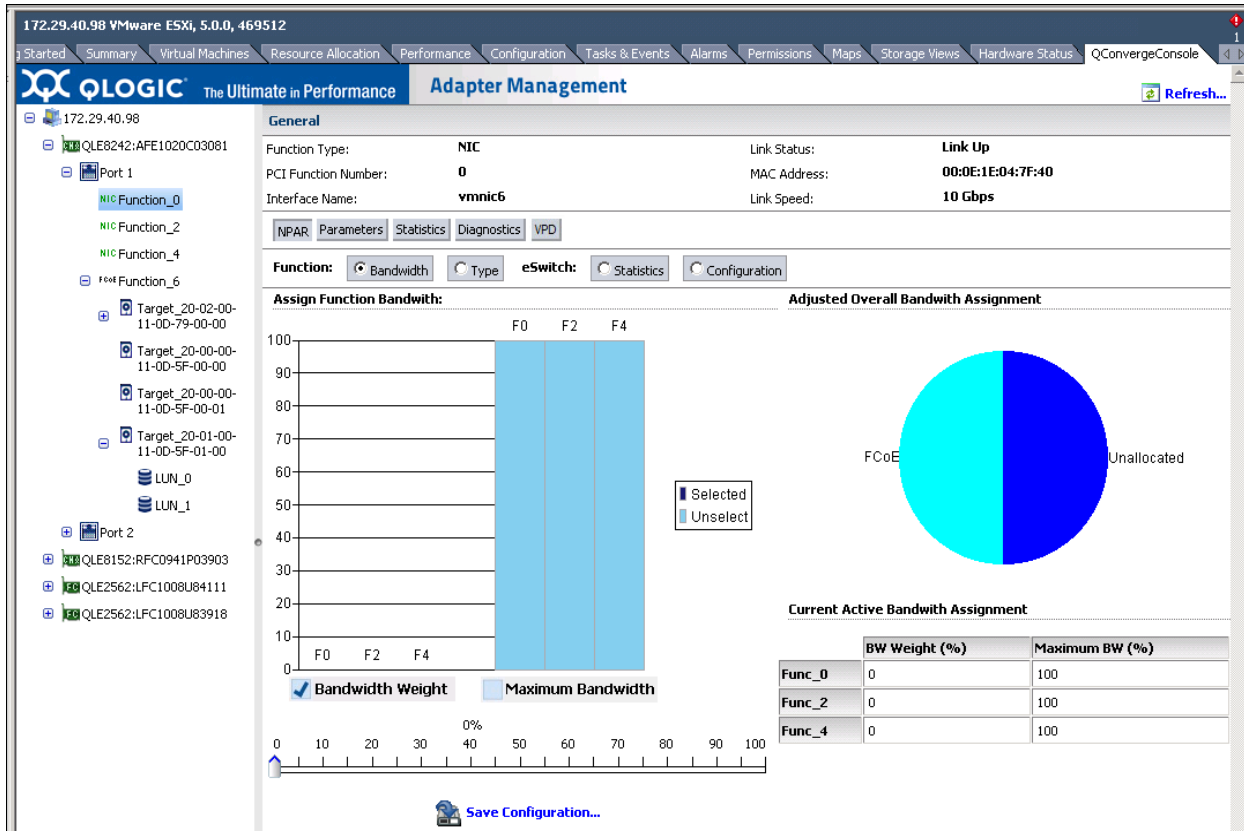 172.29.40.98 VMware ESXi, 5.0.0, 469512
1
g Started Summary Virtual Machines Resource Allocation Performance Configuration Tasks & Events Alarms Permissions Maps Storage Views Hardware Status QConvergeConsole
QLOGIC The Ultimate in Performance Adapter Management
Refresh...
172.29.40.98
QLE8242:AFE1020C03081
Port 1
NIC Function_0
NIC Function_2
NIC Function_4
FCoE Function_6
Target_20-02-00-
11-0D-79-00-00
Target_20-00-00-
11-0D-5F-00-00
Target_20-00-00-
11-0D-5F-00-01
Target_20-01-00-
11-0D-5F-01-00
LUN_0
LUN_1
Port 2
QLE8152:RFC0941P03903
FC QLE2562:LFC1008U84111
FC QLE2562:LFC1008U83918
General
Function Type: NIC Link Status: Link Up
PCI Function Number: 0 MAC Address: 00:0E:1E:04:7F:40
Interface Name: vmnic6 Link Speed: 10 Gbps
NPAR Parameters Statistics Diagnostics VPD
Function: Bandwidth Type eSwitch: Statistics Configuration
Assign Function Bandwith:
F0 F2 F4
100
90
80
70
60
50
40
30
20
10
0
F0 F2 F4
Selected
Unselect
Bandwidth Weight Maximum Bandwidth
0%
0 10 20 30 40 50 60 70 80 90 100
Save Configuration...
Adjusted Overall Bandwith Assignment
FCoE Unallocated
Current Active Bandwith Assignment
BW Weight (%) Maximum BW (%)
Func_0 0 100
Func_2 0 100
Func_4 0 100